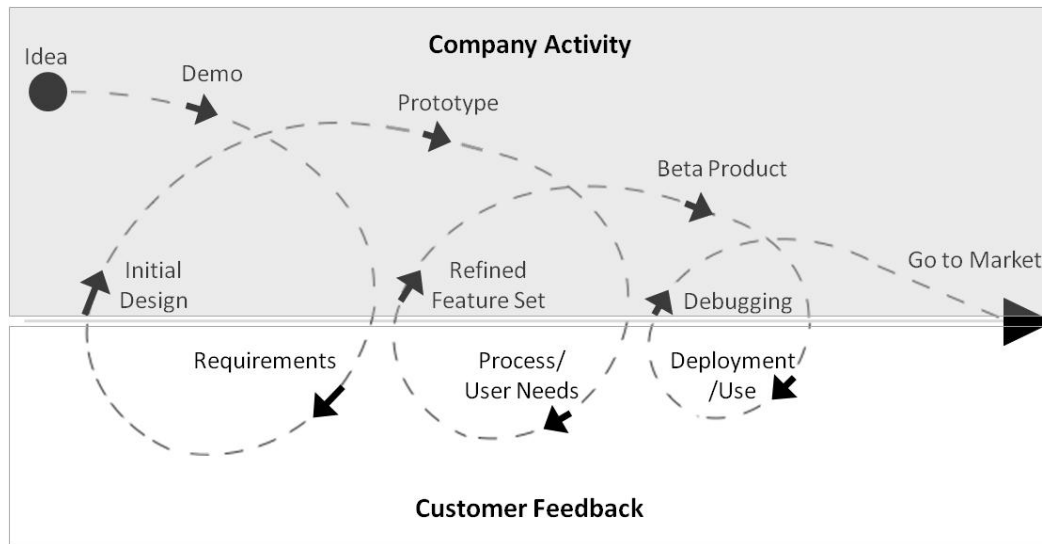 Company Activity
Idea
Demo
Prototype
Beta Product
Go to Market
Initial
Design
Refined
Feature Set
Debugging
Requirements
Process/
User Needs
Deployment
/Use
Customer Feedback